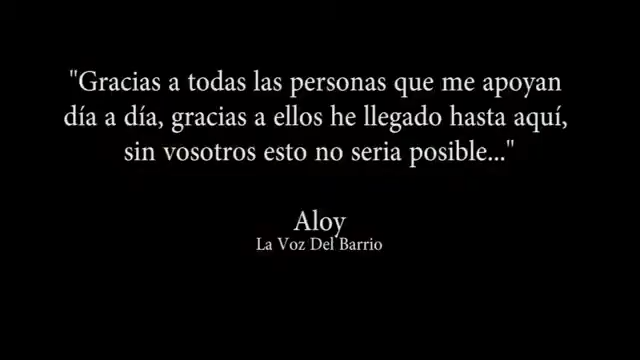 "Gracias a todas las personas que me apoyan
día a día, gracias a ellos he llegado hasta aquí,
sin vosotros esto no seria posible..."
Aloy
La Voz Del Barrio